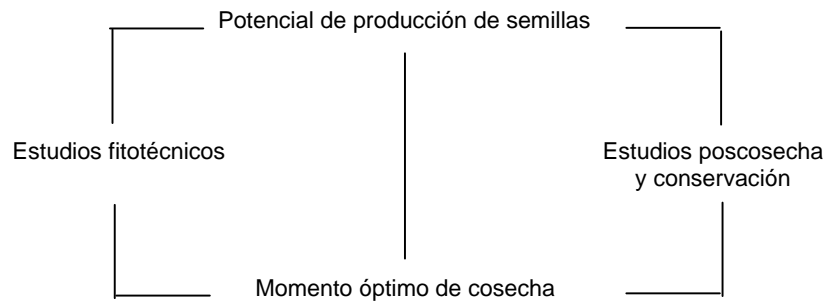 Potencial de producción de semillas
Estudios fitotécnicos
Estudios poscosecha
y conservación
Momento óptimo de cosecha